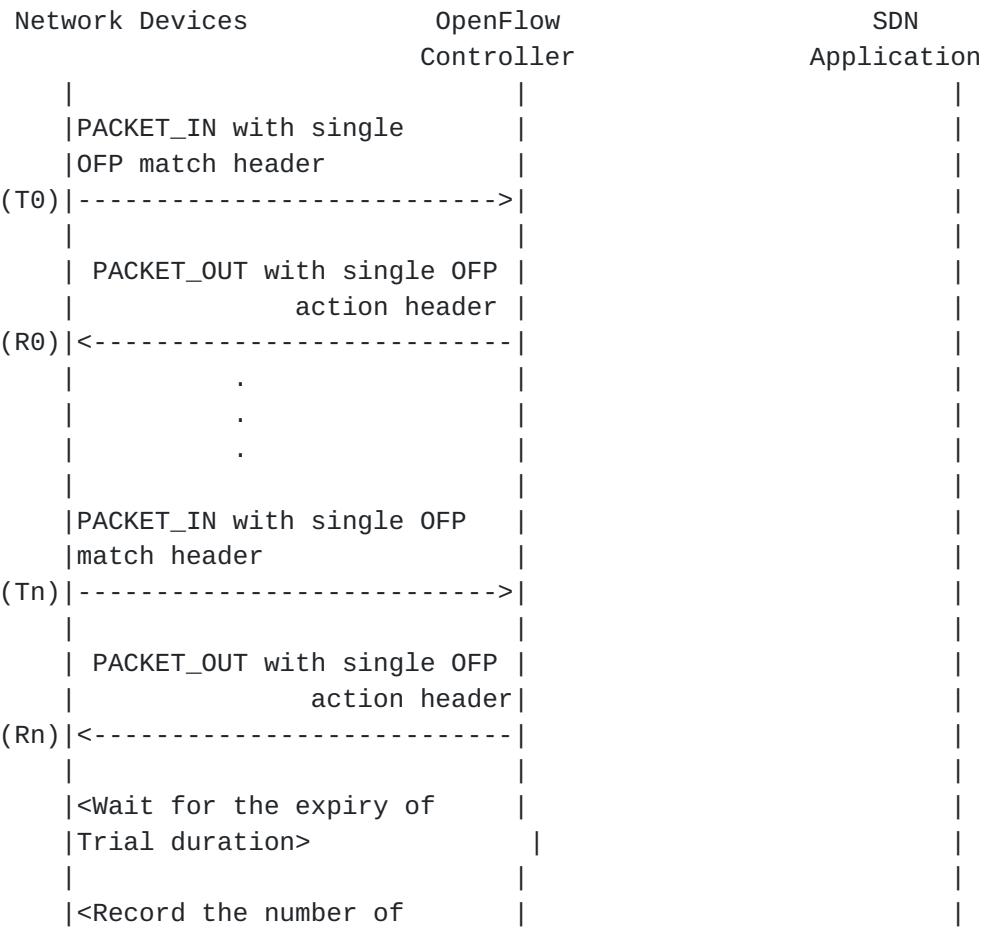 Network Devices            OpenFlow                    SDN
                           Controller               Application
    |                            |                           |
    |PACKET_IN with single       |                           |
    |OFP match header            |                           |
(T0)|--------------------------->|                           |
    |                            |                           |
    | PACKET_OUT with single OFP |                           |
    |              action header |                           |
(R0)|<---------------------------|                           |
    |          .                 |                           |
    |          .                 |                           |
    |          .                 |                           |
    |                            |                           |
    |PACKET_IN with single OFP   |                           |
    |match header                |                           |
(Tn)|--------------------------->|                           |
    |                            |                           |
    | PACKET_OUT with single OFP |                           |
    |               action header|                           |
(Rn)|<---------------------------|                           |
    |                            |                           |
    |<Wait for the expiry of     |                           |
    |Trial duration>              |                          |
    |                            |                           |
    |<Record the number of       |                           |